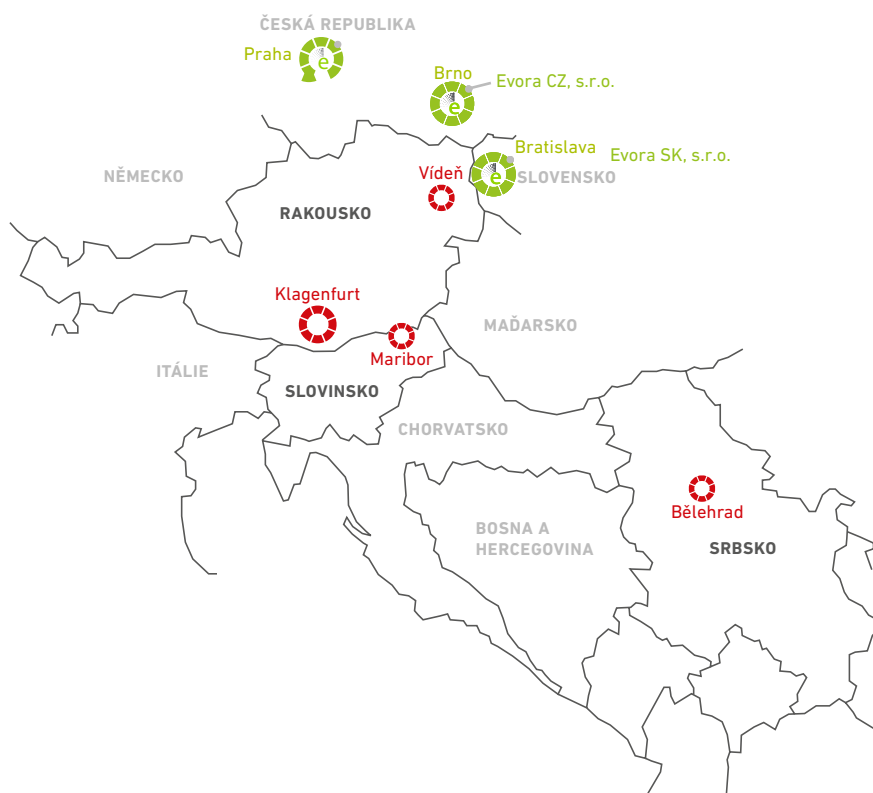 ČESKÁ REPUBLIKA
Praha
e
Brno
Evora CZ, s.r.o.
e
Bratislava
Evora SK, s.r.o.
e
SLOVENSKO
NĚMECKO
Vídeň
RAKOUSKO
Klagenfurt
MAĎARSKO
Maribor
ITÁLIE
SLOVINSKO
CHORVATSKO
Bělehrad
BOSNA A
HERCEGOVINA
SRBSKO